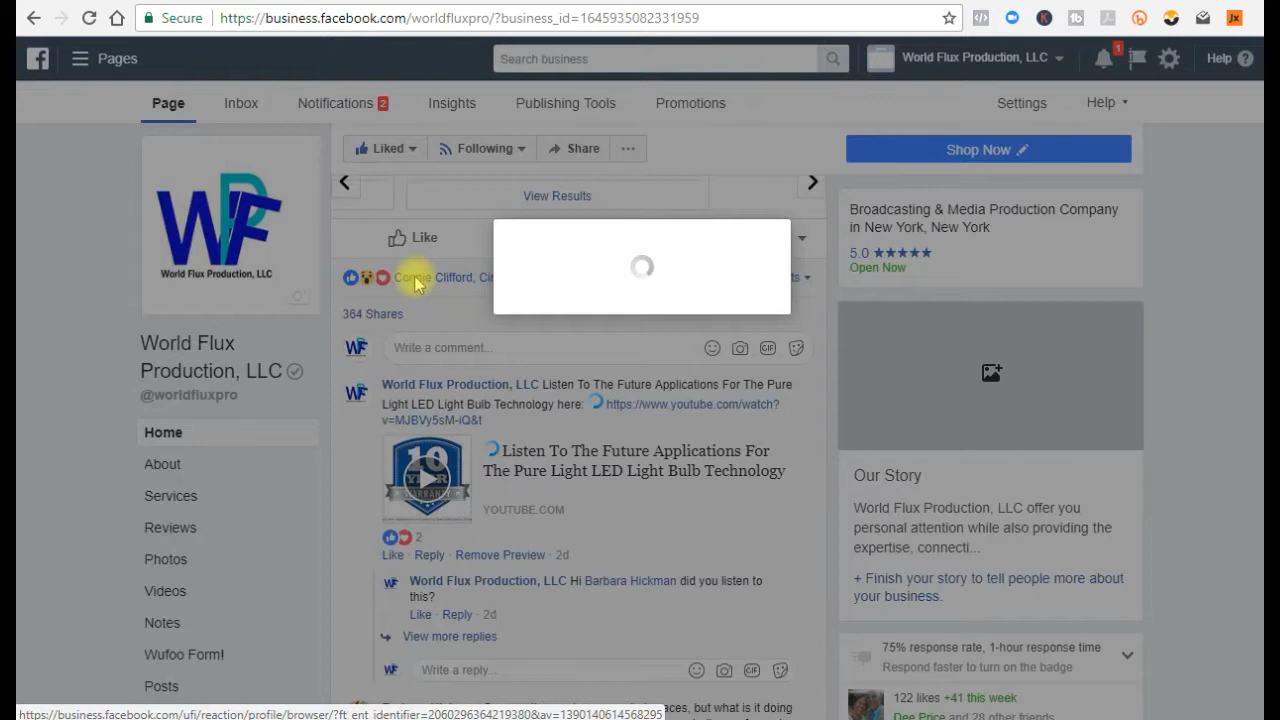 Secure https://business.facebook.com/worldfluxpro/?business_id=1645935082331959
Pages
Search business
World Flux Production, LLC
1
Help
Page
Inbox
Notifications 2
Insights
Publishing Tools
Promotions
Settings
Help
Liked
Following
Share
Shop Now
View Results
WPF
World Flux Production, LLC
Like
Clifford,
364 Shares
Write a comment...
GIF
World Flux Production, LLC Listen To The Future Applications For The Pure
Light LED Light Bulb Technology here: https://www.youtube.com/watch?
v=MJBVy5sM-iQ&t
10
YEAR
WARRANTY
Listen To The Future Applications For
The Pure Light LED Light Bulb Technology
YOUTUBE.COM
2
Like · Reply · Remove Preview · 2d
World Flux Production, LLC Hi Barbara Hickman did you listen to
this?
Like · Reply · 2d
View more replies
Write a reply...
GIF
World Flux
Production, LLC
@worldfluxpro
Home
About
Services
Reviews
Photos
Videos
Notes
Wufoo Form!
Posts
Broadcasting & Media Production Company
in New York, New York
5.0 ★★★★★
Open Now
Our Story
World Flux Production, LLC offer you
personal attention while also providing the
expertise, connecti...
+ Finish your story to tell people more about
your business.
75% response rate, 1-hour response time
Respond faster to turn on the badge
122 likes +41 this week
Dee Price and 28 other friends
https://business.facebook.com/ufi/reaction/profile/browser/?ft_ent_identifier=2060296364219380&av=1390140614568295